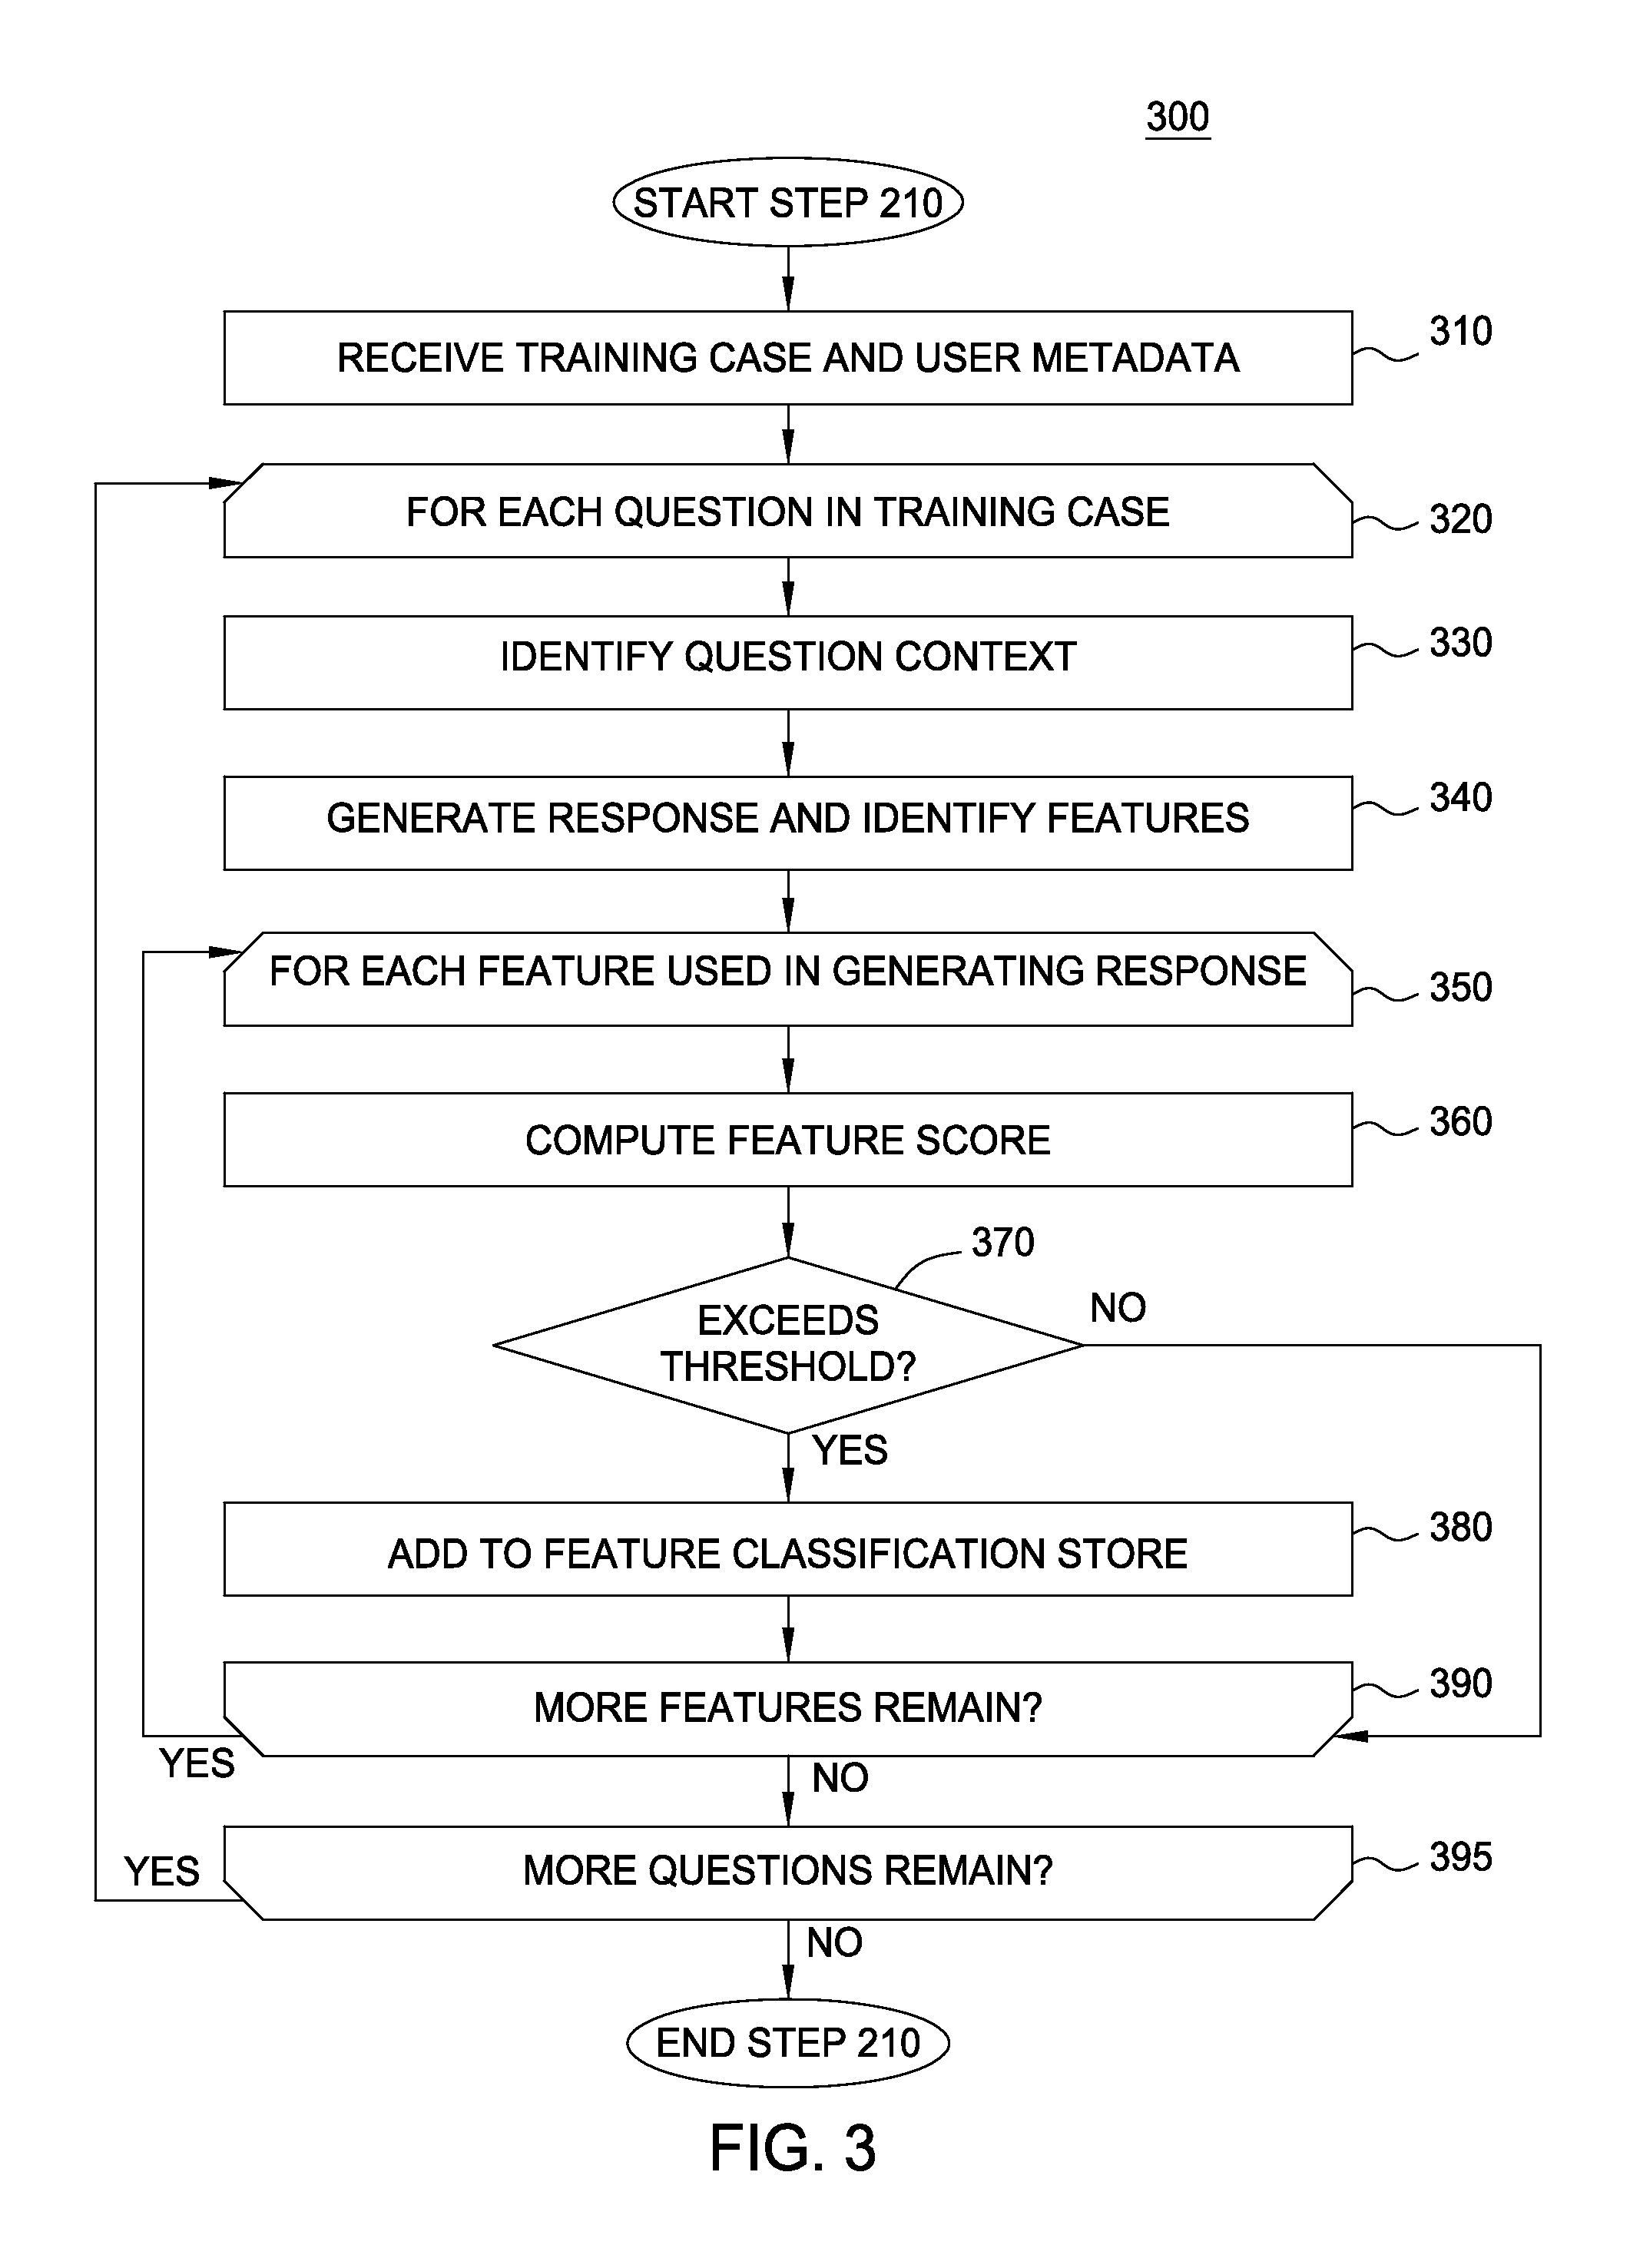 300
START STEP 210
RECEIVE TRAINING CASE AND USER METADATA
310
FOR EACH QUESTION IN TRAINING CASE
320
IDENTIFY QUESTION CONTEXT
330
GENERATE RESPONSE AND IDENTIFY FEATURES
340
FOR EACH FEATURE USED IN GENERATING RESPONSE
350
COMPUTE FEATURE SCORE
360
370
EXCEEDS
THRESHOLD?
NO
YES
ADD TO FEATURE CLASSIFICATION STORE
380
MORE FEATURES REMAIN?
390
YES
NO
MORE QUESTIONS REMAIN?
395
YES
NO
END STEP 210
FIG. 3